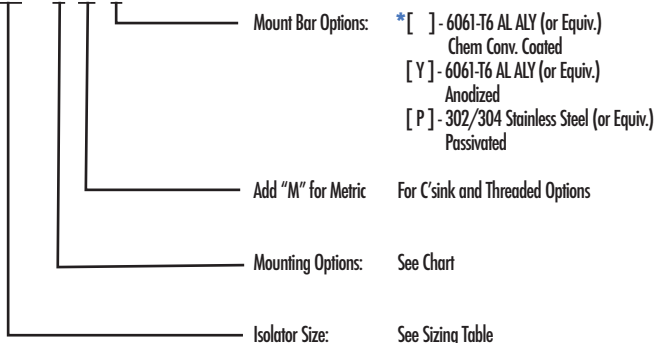 Mount Bar Options: *[ ] - 6061-T6 AL ALY (or Equiv.)
Chem Conv. Coated
[ Y ] - 6061-T6 AL ALY (or Equiv.)
Anodized
[ P ] - 302/304 Stainless Steel (or Equiv.)
Passivated
Add “M” for Metric For C’sink and Threaded Options
Mounting Options: See Chart
Isolator Size: See Sizing Table